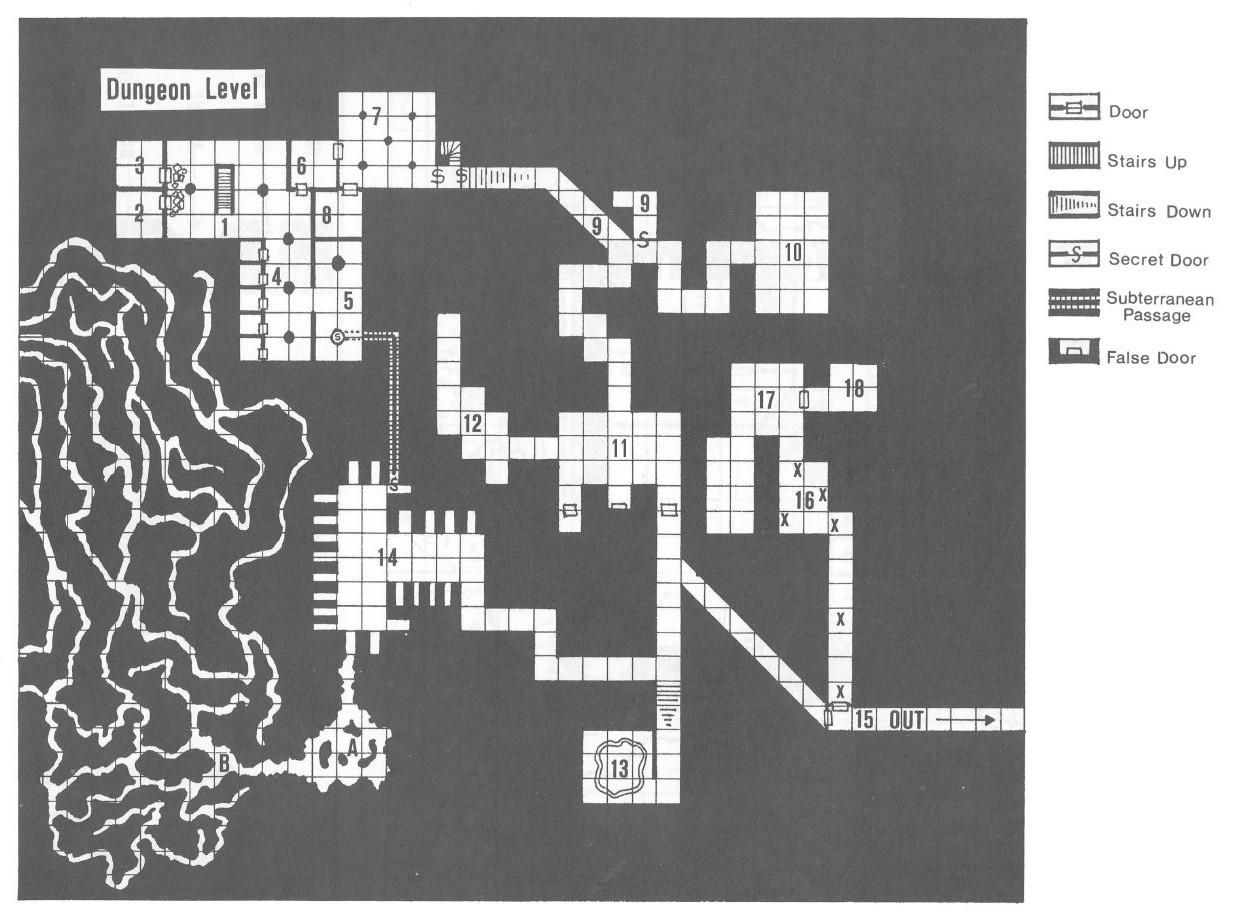 Dungeon Level
7
Door
3
6
Stairs Up
S S
9
2
1
8
9
Stairs Down
S
10
Secret Door
S
4
5
Subterranean
Passage
S
False Door
18
17
12
11
X
S
16 X
X
X
14
X
X
15 OUT
A
B
13